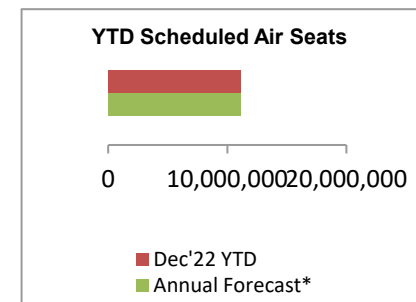 YTD Scheduled Air Seats
0 10,000,000 20,000,000
Dec'22 YTD
Annual Forecast*